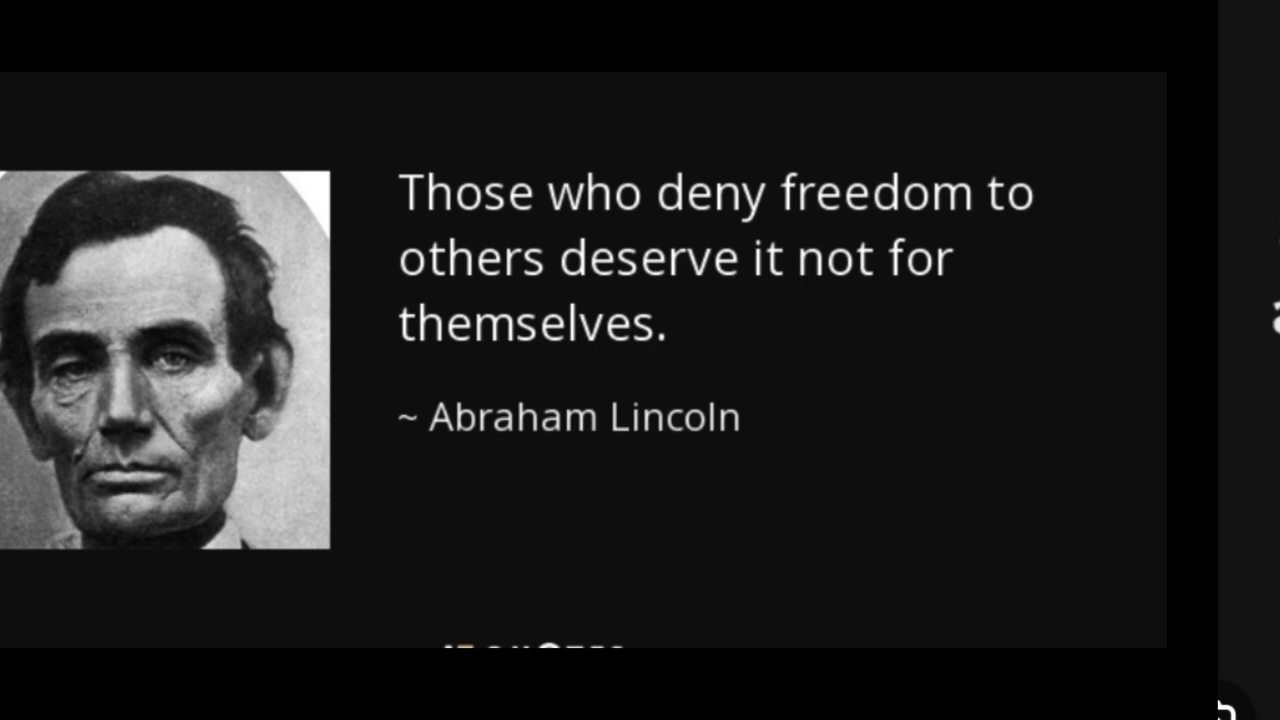 Those who deny freedom to
others deserve it not for
themselves.
~ Abraham Lincoln